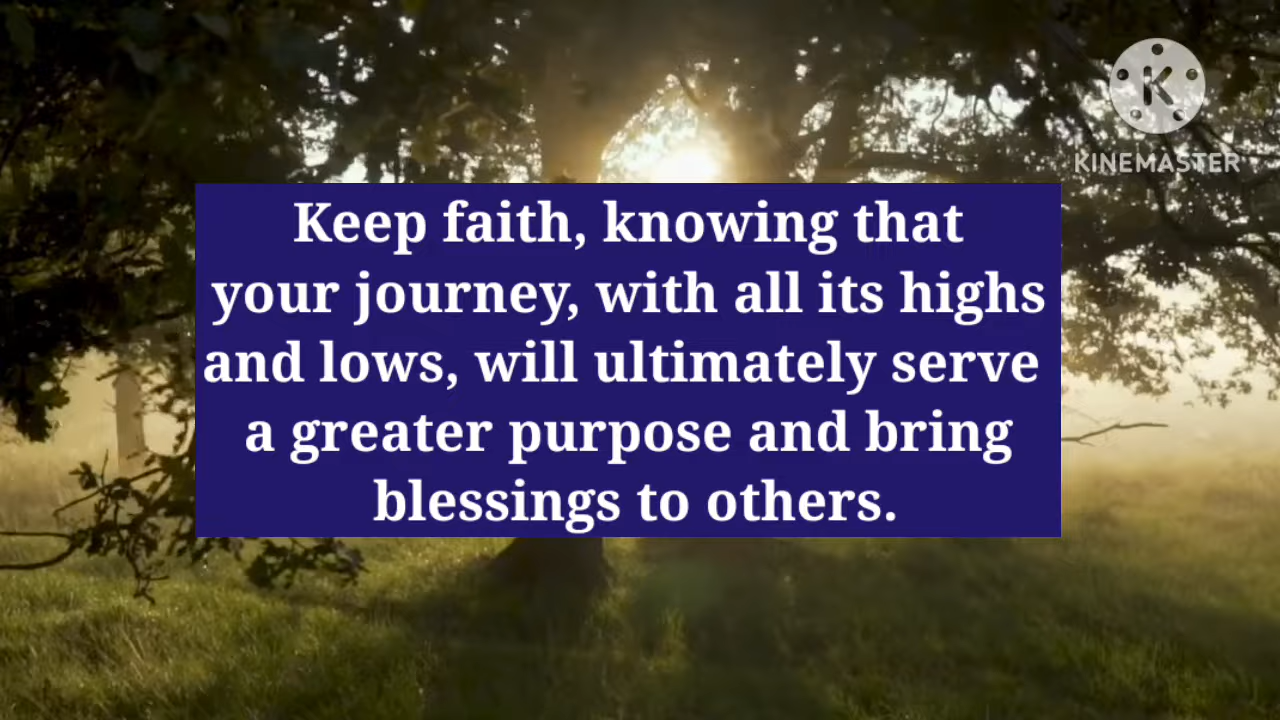 K
KINEMASTER
Keep faith, knowing that
your journey, with all its highs
and lows, will ultimately serve
a greater purpose and bring
blessings to others.